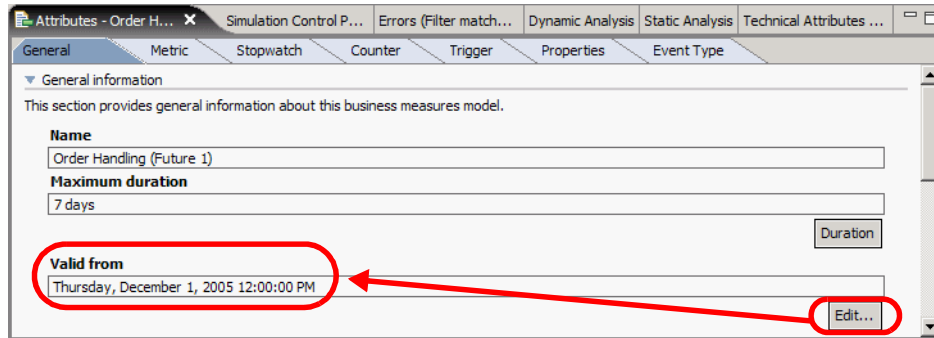 Attributes - Order H... Simulation Control P... Errors (Filter match... Dynamic Analysis Static Analysis Technical Attributes ...
General Metric Stopwatch Counter Trigger Properties Event Type
General information
This section provides general information about this business measures model.
Name
Order Handling (Future 1)
Maximum duration
7 days
Duration
Valid from
Thursday, December 1, 2005 12:00:00 PM
Edit...